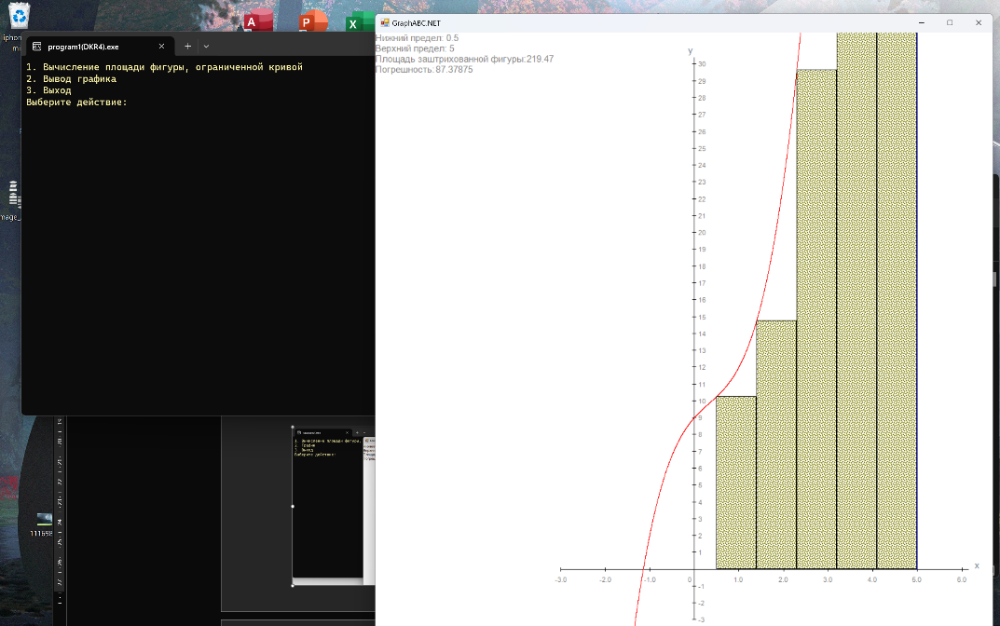 iphon
A
P
X
program1(DKR4).exe
1. Вычисление площади фигуры, ограниченной кривой
2. Вывод графика
3. Выход
Выберите действие:
GraphABC.NET
Нижний предел: 0.5
Верхний предел: 5
Площадь заштрихованной фигуры:219.47
Погрешность: 87.37875
y
30
29
28
27
26
25
24
23
22
21
20
19
18
17
16
15
14
13
12
11
10
9
8
7
6
5
4
3
2
1
x
-3.0 -2.0 -1.0 0 1.0 2.0 3.0 4.0 5.0 6.0
-1
-2
-3
mage_
1. Вычисление площади фигуры,
2. График
3. Выход
Выберите действие:
111698